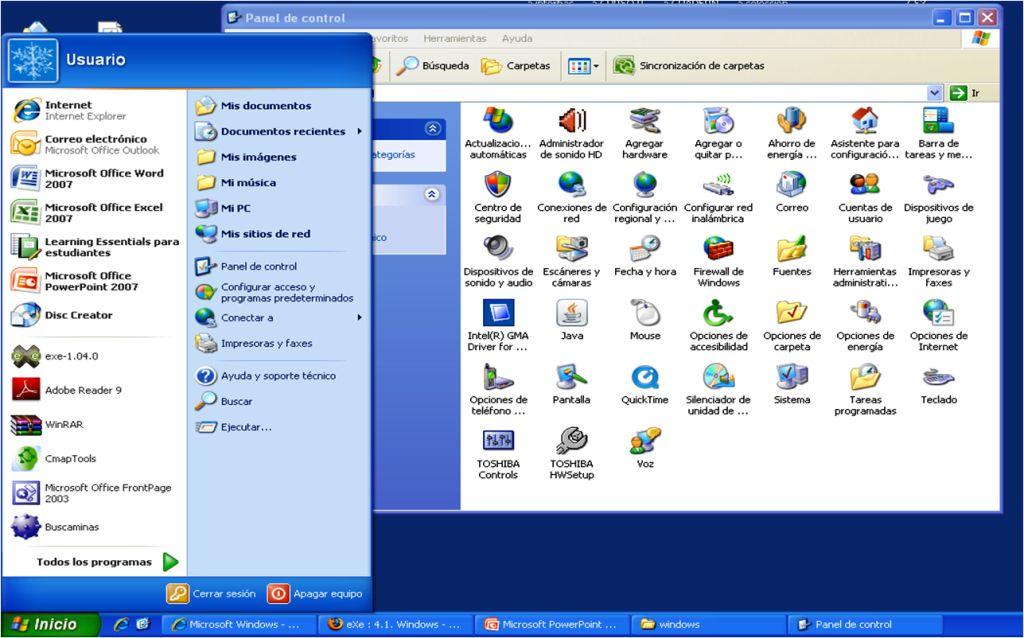 Panel de control
Herramientas
Ayuda
Búsqueda
Carpetas
Sincronización de carpetas
Ir
Usuario
Internet
Internet Explorer
Correo electrónico
Microsoft Office Outlook
Microsoft Office Word
2007
Microsoft Office Excel
2007
Learning Essentials para
estudiantes
Microsoft Office
PowerPoint 2007
Disc Creator
exe-1.04.0
Adobe Reader 9
WinRAR
CmapTools
Microsoft Office FrontPage
2003
Buscaminas
Todos los programas
Mis documentos
Documentos recientes
Mis imágenes
Mi música
Mi PC
Mis sitios de red
Panel de control
Configurar acceso y
programas predeterminados
Conectar a
Impresoras y faxes
Ayuda y soporte técnico
Buscar
Ejecutar...
Cerrar sesión
Apagar equipo
Actualizacio...
automáticas
Administrador
de sonido HD
Agregar
hardware
Agregar o
quitar p...
Ahorro de
energía ...
Asistente para
configuració...
Barra de
tareas y me...
Centro de
seguridad
Conexiones de
red
Configuración
regional y ...
Configurar red
inalámbrica
Correo
Cuentas de
usuario
Dispositivos de
juego
Dispositivos de
sonido y audio
Escáneres y
cámaras
Fecha y hora
Firewall de
Windows
Fuentes
Herramientas
administrati...
Impresoras y
faxes
Intel(R) GMA
Driver for ...
Java
Mouse
Opciones de
accesibilidad
Opciones de
carpeta
Opciones de
energía
Opciones de
Internet
Opciones de
teléfono ...
Pantalla
QuickTime
Silenciador de
unidad de ...
Sistema
Tareas
programadas
Teclado
TOSHIBA
Controls
TOSHIBA
HWSetup
Voz
Inicio
Microsoft Windows - ...
eXe : 4.1. Windows - ...
Microsoft PowerPoint ...
windows
Panel de control